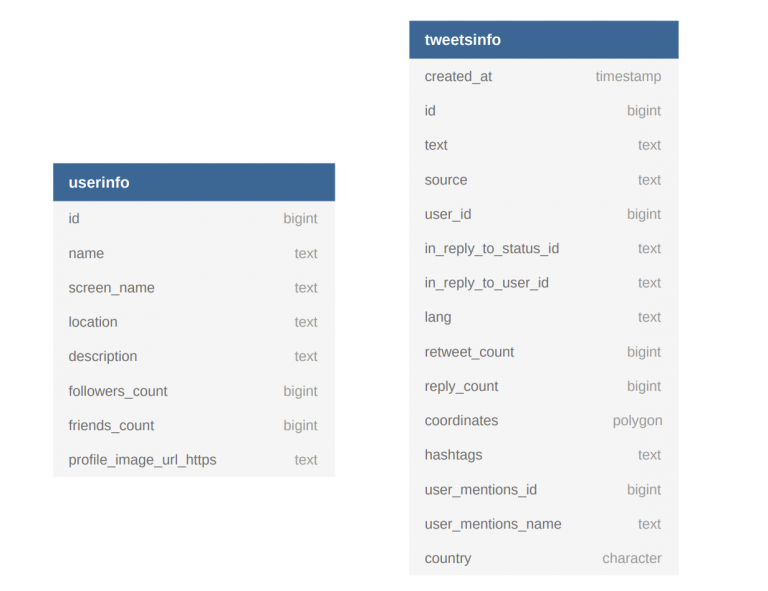 userinfo
id bigint
name text
screen_name text
location text
description text
followers_count bigint
friends_count bigint
profile_image_url_https text
tweetsinfo
created_at timestamp
id bigint
text text
source text
user_id bigint
in_reply_to_status_id text
in_reply_to_user_id text
lang text
retweet_count bigint
reply_count bigint
coordinates polygon
hashtags text
user_mentions_id bigint
user_mentions_name text
country character